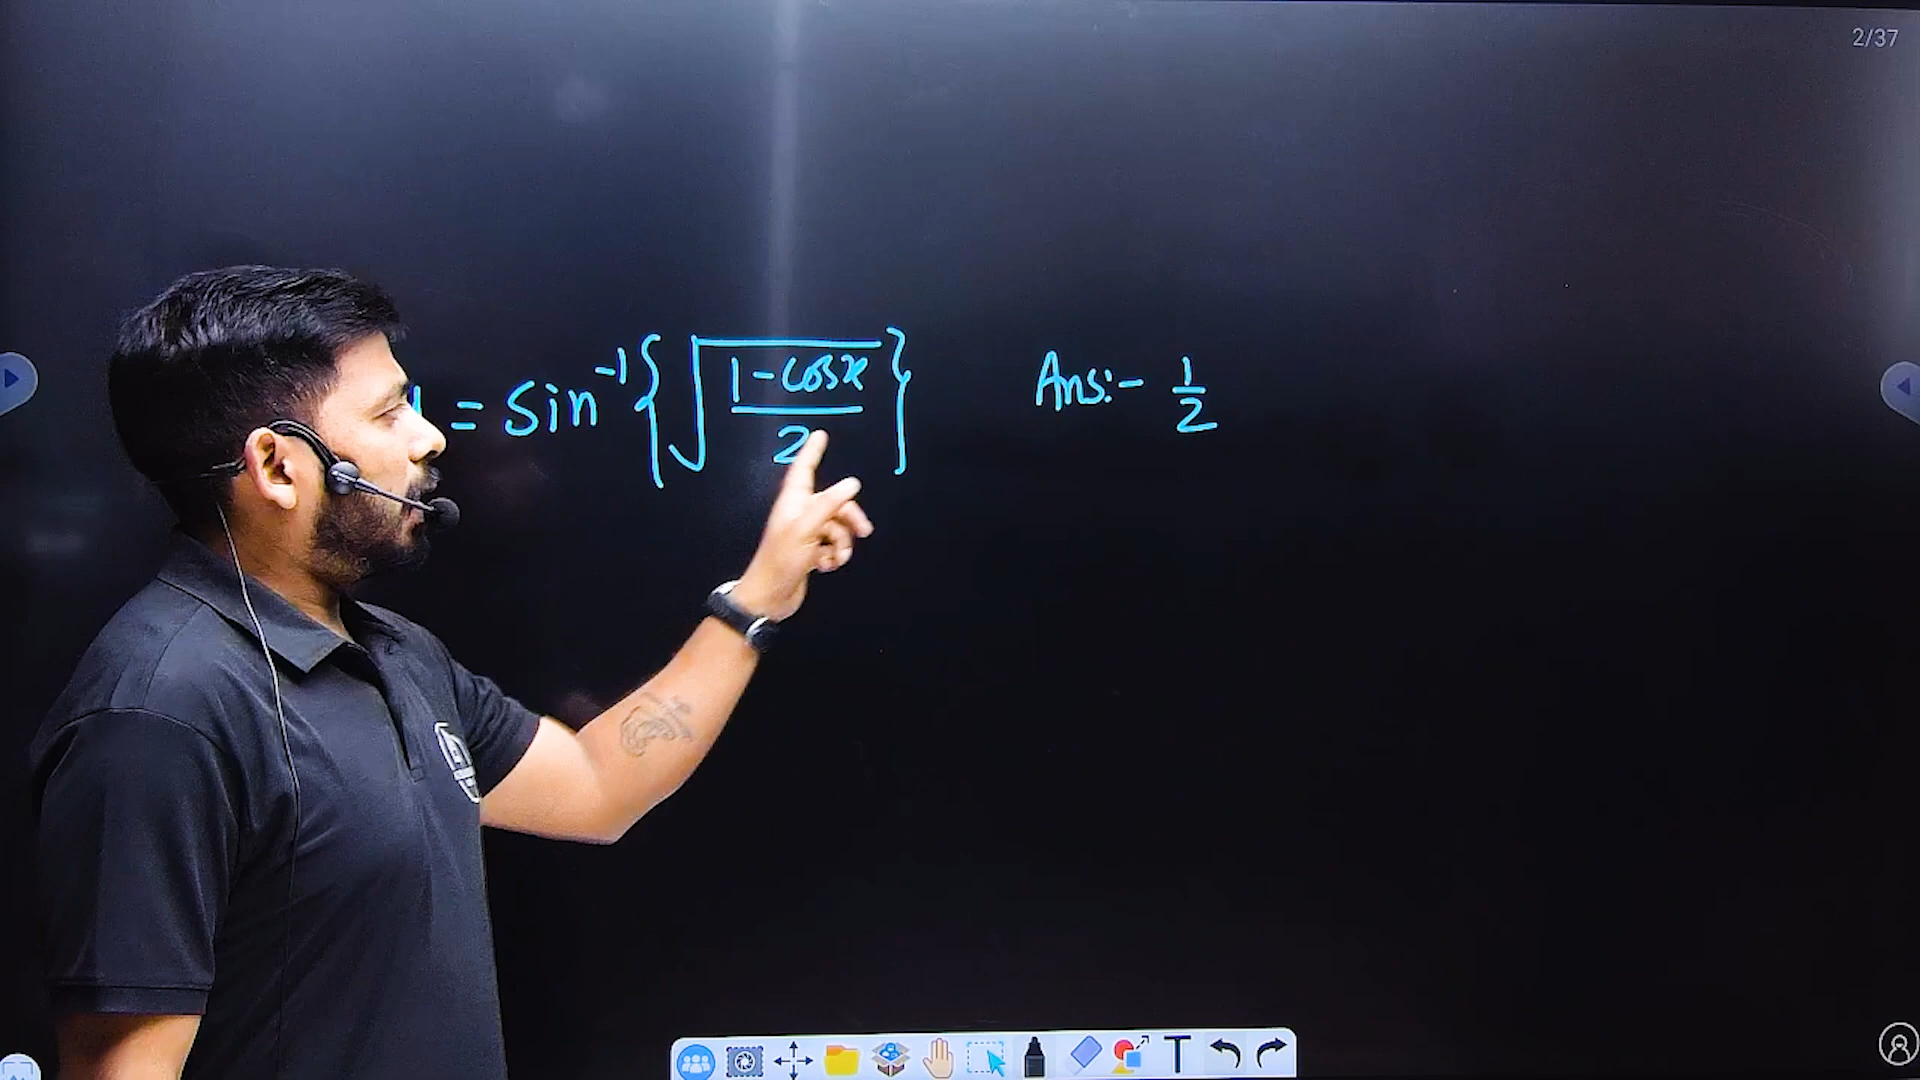 2/37
= sin⁻¹{√((1-cosx)/2)} Ans:- 1/2
T